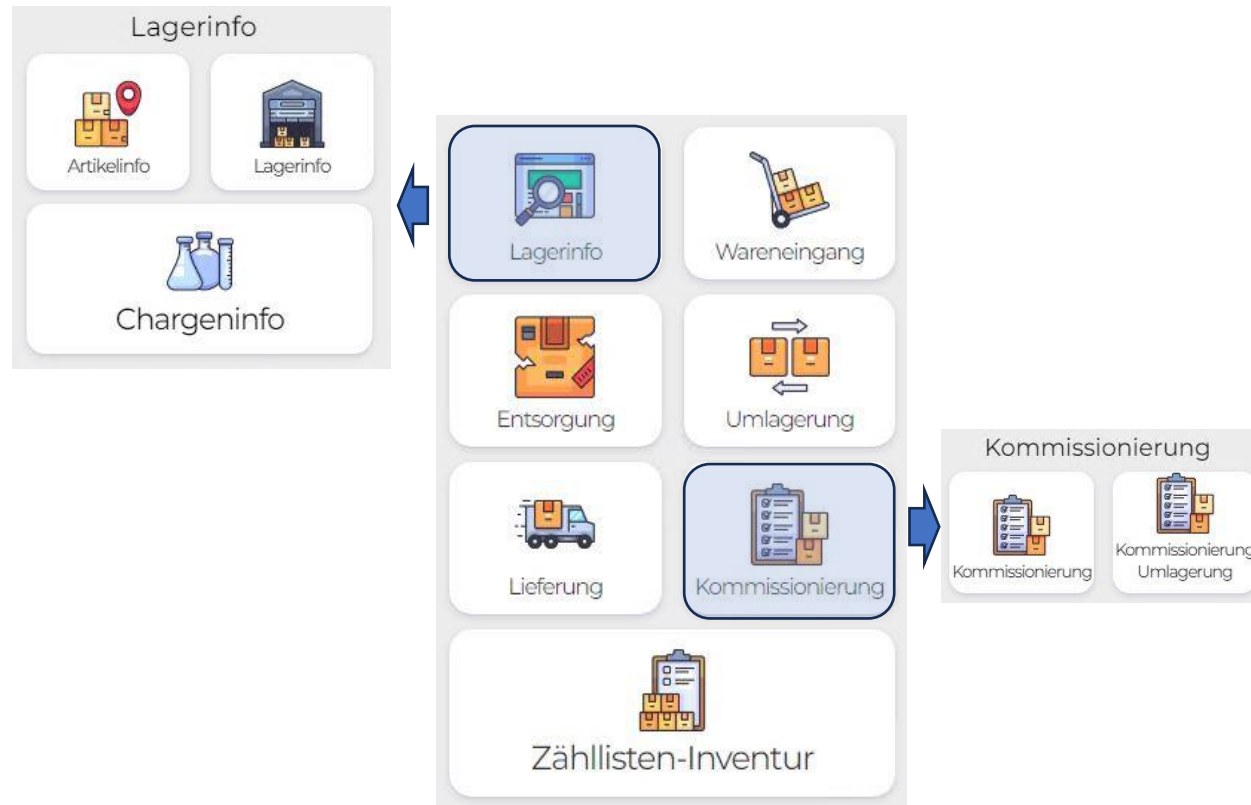 Lagerinfo
Artikelinfo
Lagerinfo
Chargeninfo
Lagerinfo
Wareneingang
Entsorgung
Umlagerung
Lieferung
Kommissionierung
Zähllisten-Inventur
Kommissionierung
Kommissionierung
Kommissionierung
Umlagerung